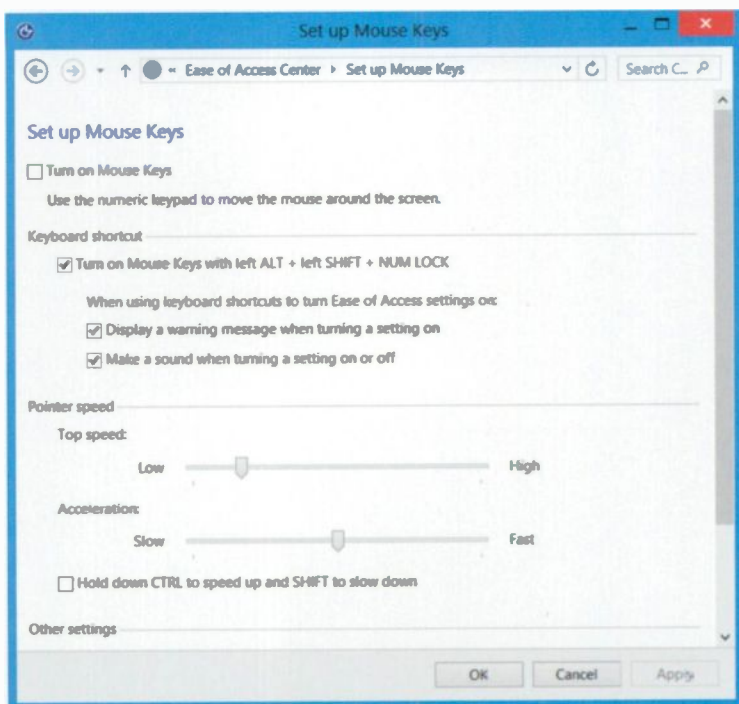 Set up Mouse Keys
« Ease of Access Center ▸ Set up Mouse Keys Search C...
Set up Mouse Keys
Turn on Mouse Keys
Use the numeric keypad to move the mouse around the screen.
Keyboard shortcut
Turn on Mouse Keys with left ALT + left SHIFT + NUM LOCK
When using keyboard shortcuts to turn Ease of Access settings on:
Display a warning message when turning a setting on
Make a sound when turning a setting on or off
Pointer speed
Top speed:
Low High
Acceleration:
Slow Fast
Hold down CTRL to speed up and SHIFT to slow down
Other settings
OK Cancel Apply